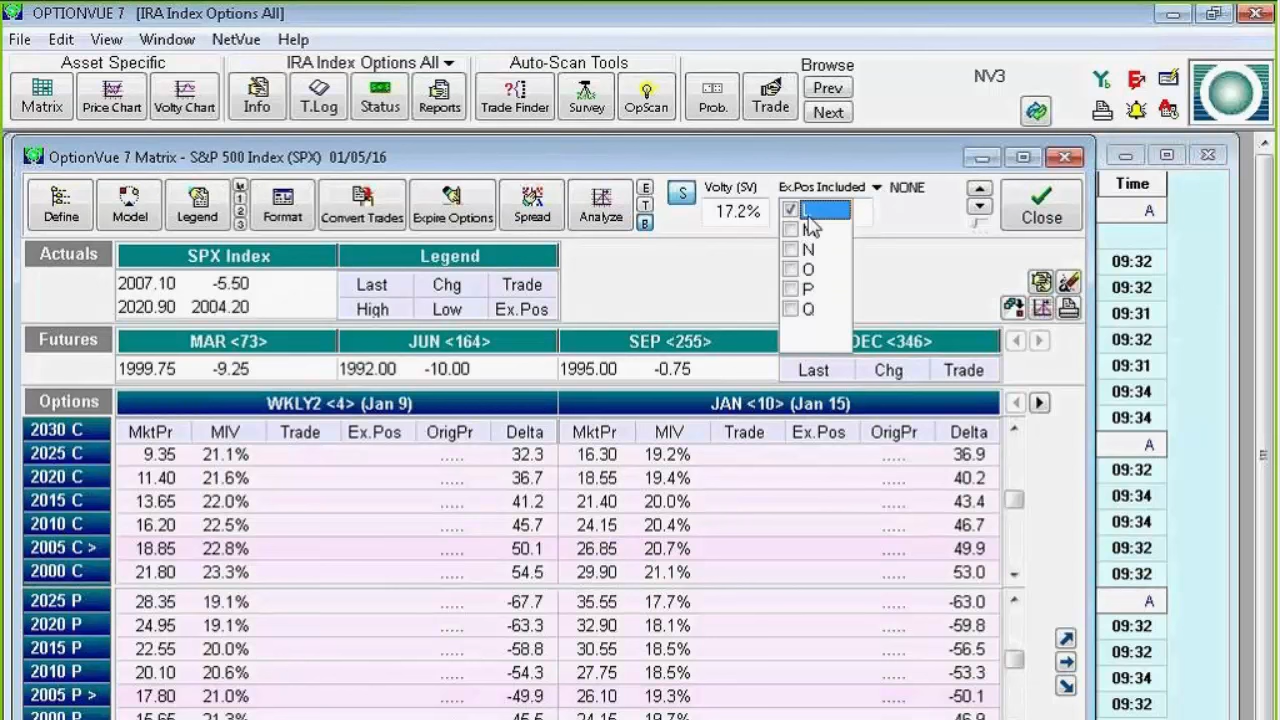 OPTIONVUE 7 [IRA Index Options All]
File Edit View Window NetVue Help
Asset Specific IRA Index Options All Auto-Scan Tools Browse
Matrix Price Chart Volty Chart Info T.Log Status Reports Trade Finder Survey OpScan Prob. Trade Prev NV3
Next
OptionVue 7 Matrix - S&P 500 Index (SPX) 01/05/16
Define Model Legend M 1 2 3 Format Convert Trades Expire Options Spread Analyze E T B S Volty (SV) Ex.Pos Included NONE Close
17.2%
N
O
P
Q
Actuals SPX Index Legend
2007.10 -5.50 Last Chg Trade
2020.90 2004.20 High Low Ex.Pos
Futures MAR <73> JUN <164> SEP <255> DEC <346>
1999.75 -9.25 1992.00 -10.00 1995.00 -0.75 Last Chg Trade
Options WKLY2 <4> (Jan 9) JAN <10> (Jan 15)
2030 C MktPr MIV Trade Ex.Pos OrigPr Delta MktPr MIV Trade Ex.Pos OrigPr Delta
2025 C 9.35 21.1% ..... 32.3 16.30 19.2% ..... 36.9
2020 C 11.40 21.6% ..... 36.7 18.55 19.4% ..... 40.2
2015 C 13.65 22.0% ..... 41.2 21.40 20.0% ..... 43.4
2010 C 16.20 22.5% ..... 45.7 24.15 20.4% ..... 46.7
2005 C > 18.85 22.8% ..... 50.1 26.85 20.7% ..... 49.9
2000 C 21.80 23.3% ..... 54.5 29.90 21.1% ..... 53.0
2025 P 28.35 19.1% ..... -67.7 35.55 17.7% ..... -63.0
2020 P 24.95 19.1% ..... -63.3 32.90 18.1% ..... -59.8
2015 P 22.55 20.0% ..... -58.8 30.55 18.5% ..... -56.5
2010 P 20.10 20.6% ..... -54.3 27.75 18.5% ..... -53.3
2005 P > 17.80 21.0% ..... -49.9 26.10 19.3% ..... -50.1
2000 P 15.65 21.3% 45.5 24.15 19.7% 46.9
Time
A
09:32
09:32
09:31
09:32
09:31
09:34
09:34
A
09:32
09:34
09:34
09:32
09:32
A
09:32
09:32
09:34
09:32